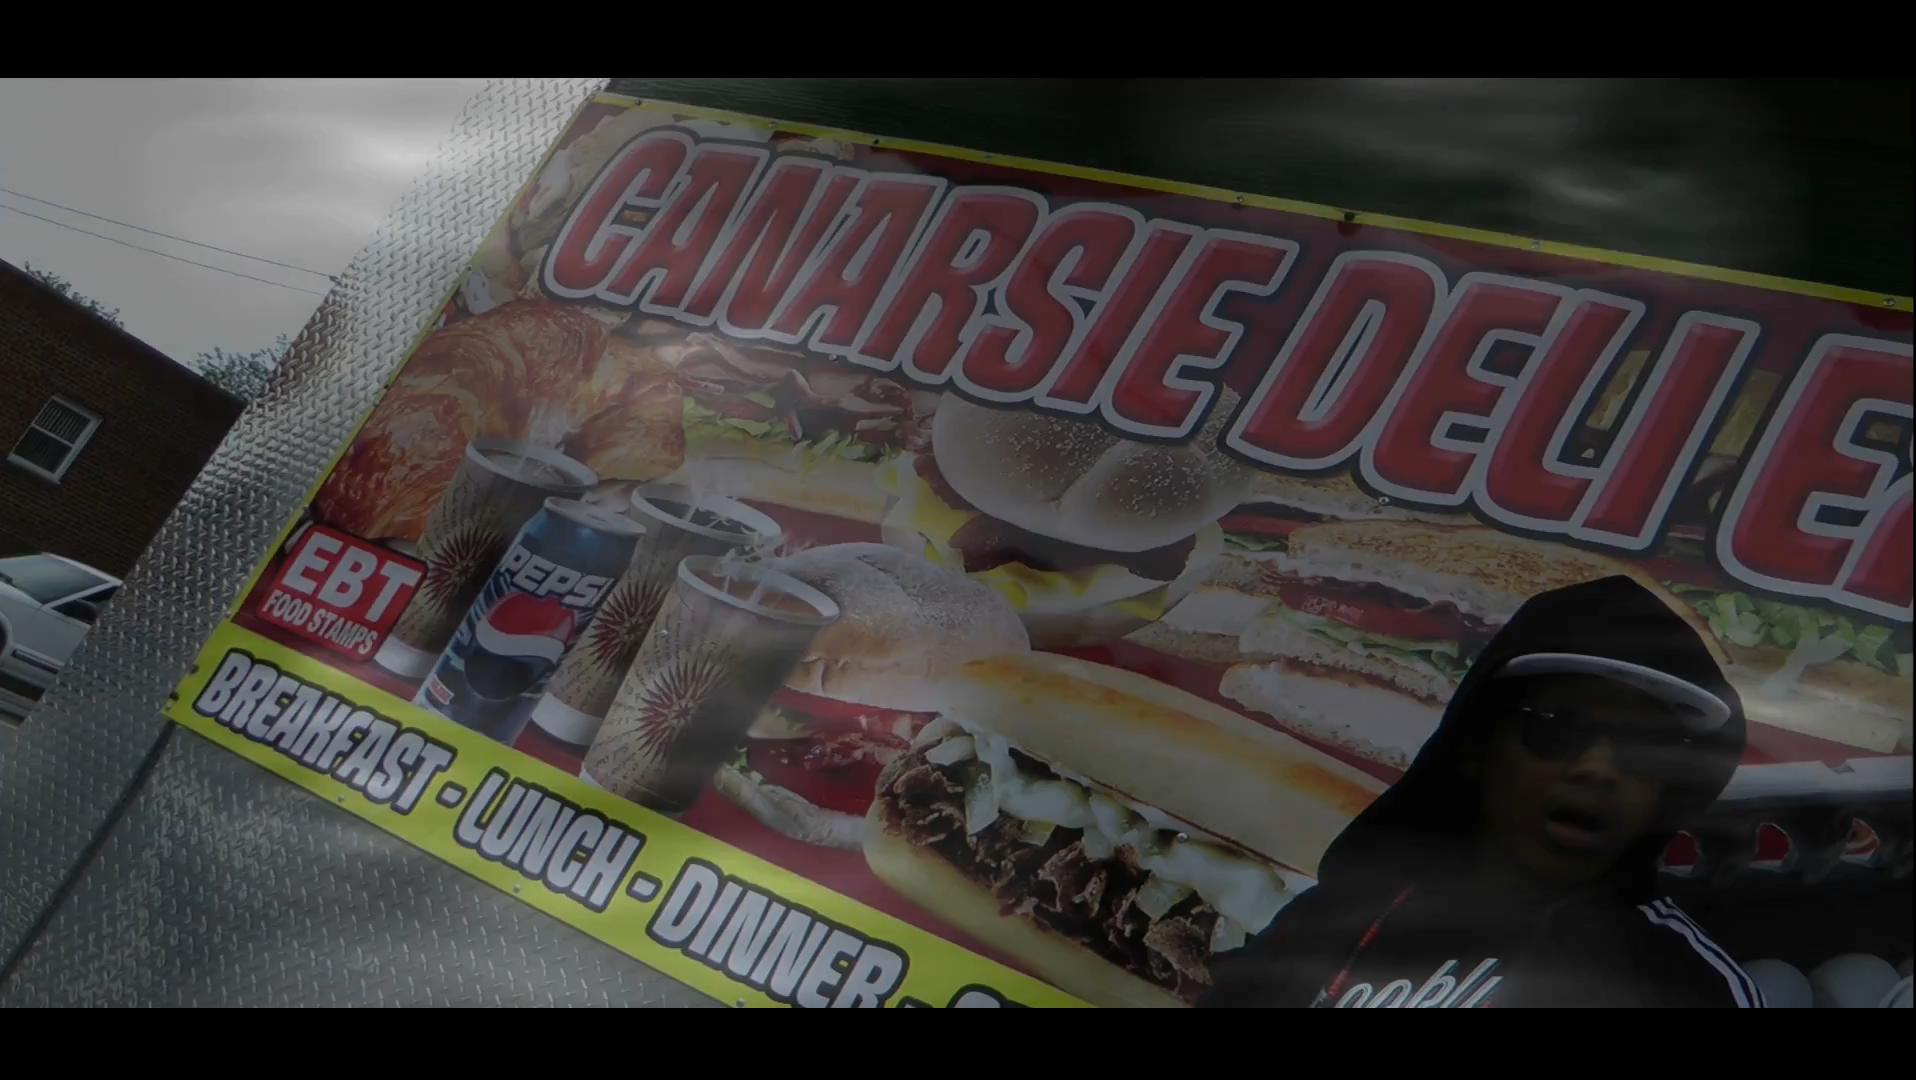 CANARSIE DELI
EBT
FOOD STAMPS
PEPSI
BREAKFAST - LUNCH - DINNER -